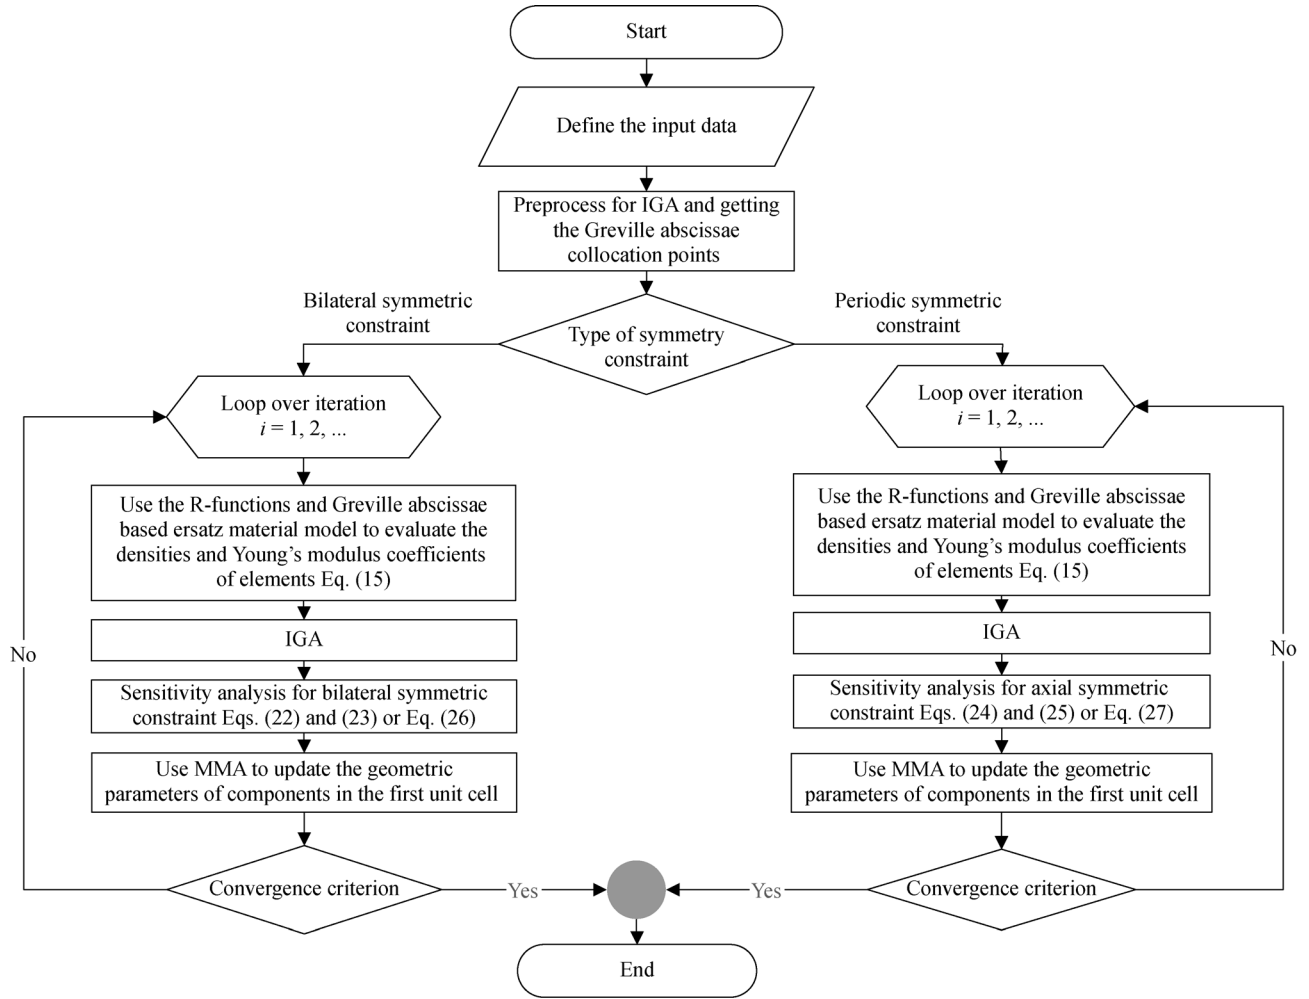 Start
Define the input data
Preprocess for IGA and getting
the Greville abscissae
collocation points
Bilateral symmetric
constraint
Type of symmetry
constraint
Periodic symmetric
constraint
Loop over iteration
i = 1, 2, ...
Use the R-functions and Greville abscissae
based ersatz material model to evaluate the
densities and Young’s modulus coefficients
of elements Eq. (15)
IGA
Sensitivity analysis for bilateral symmetric
constraint Eqs. (22) and (23) or Eq. (26)
Use MMA to update the geometric
parameters of components in the first unit cell
Convergence criterion
No
Yes
Loop over iteration
i = 1, 2, ...
Use the R-functions and Greville abscissae
based ersatz material model to evaluate the
densities and Young’s modulus coefficients
of elements Eq. (15)
IGA
Sensitivity analysis for axial symmetric
constraint Eqs. (24) and (25) or Eq. (27)
Use MMA to update the geometric
parameters of components in the first unit cell
Convergence criterion
No
Yes
End